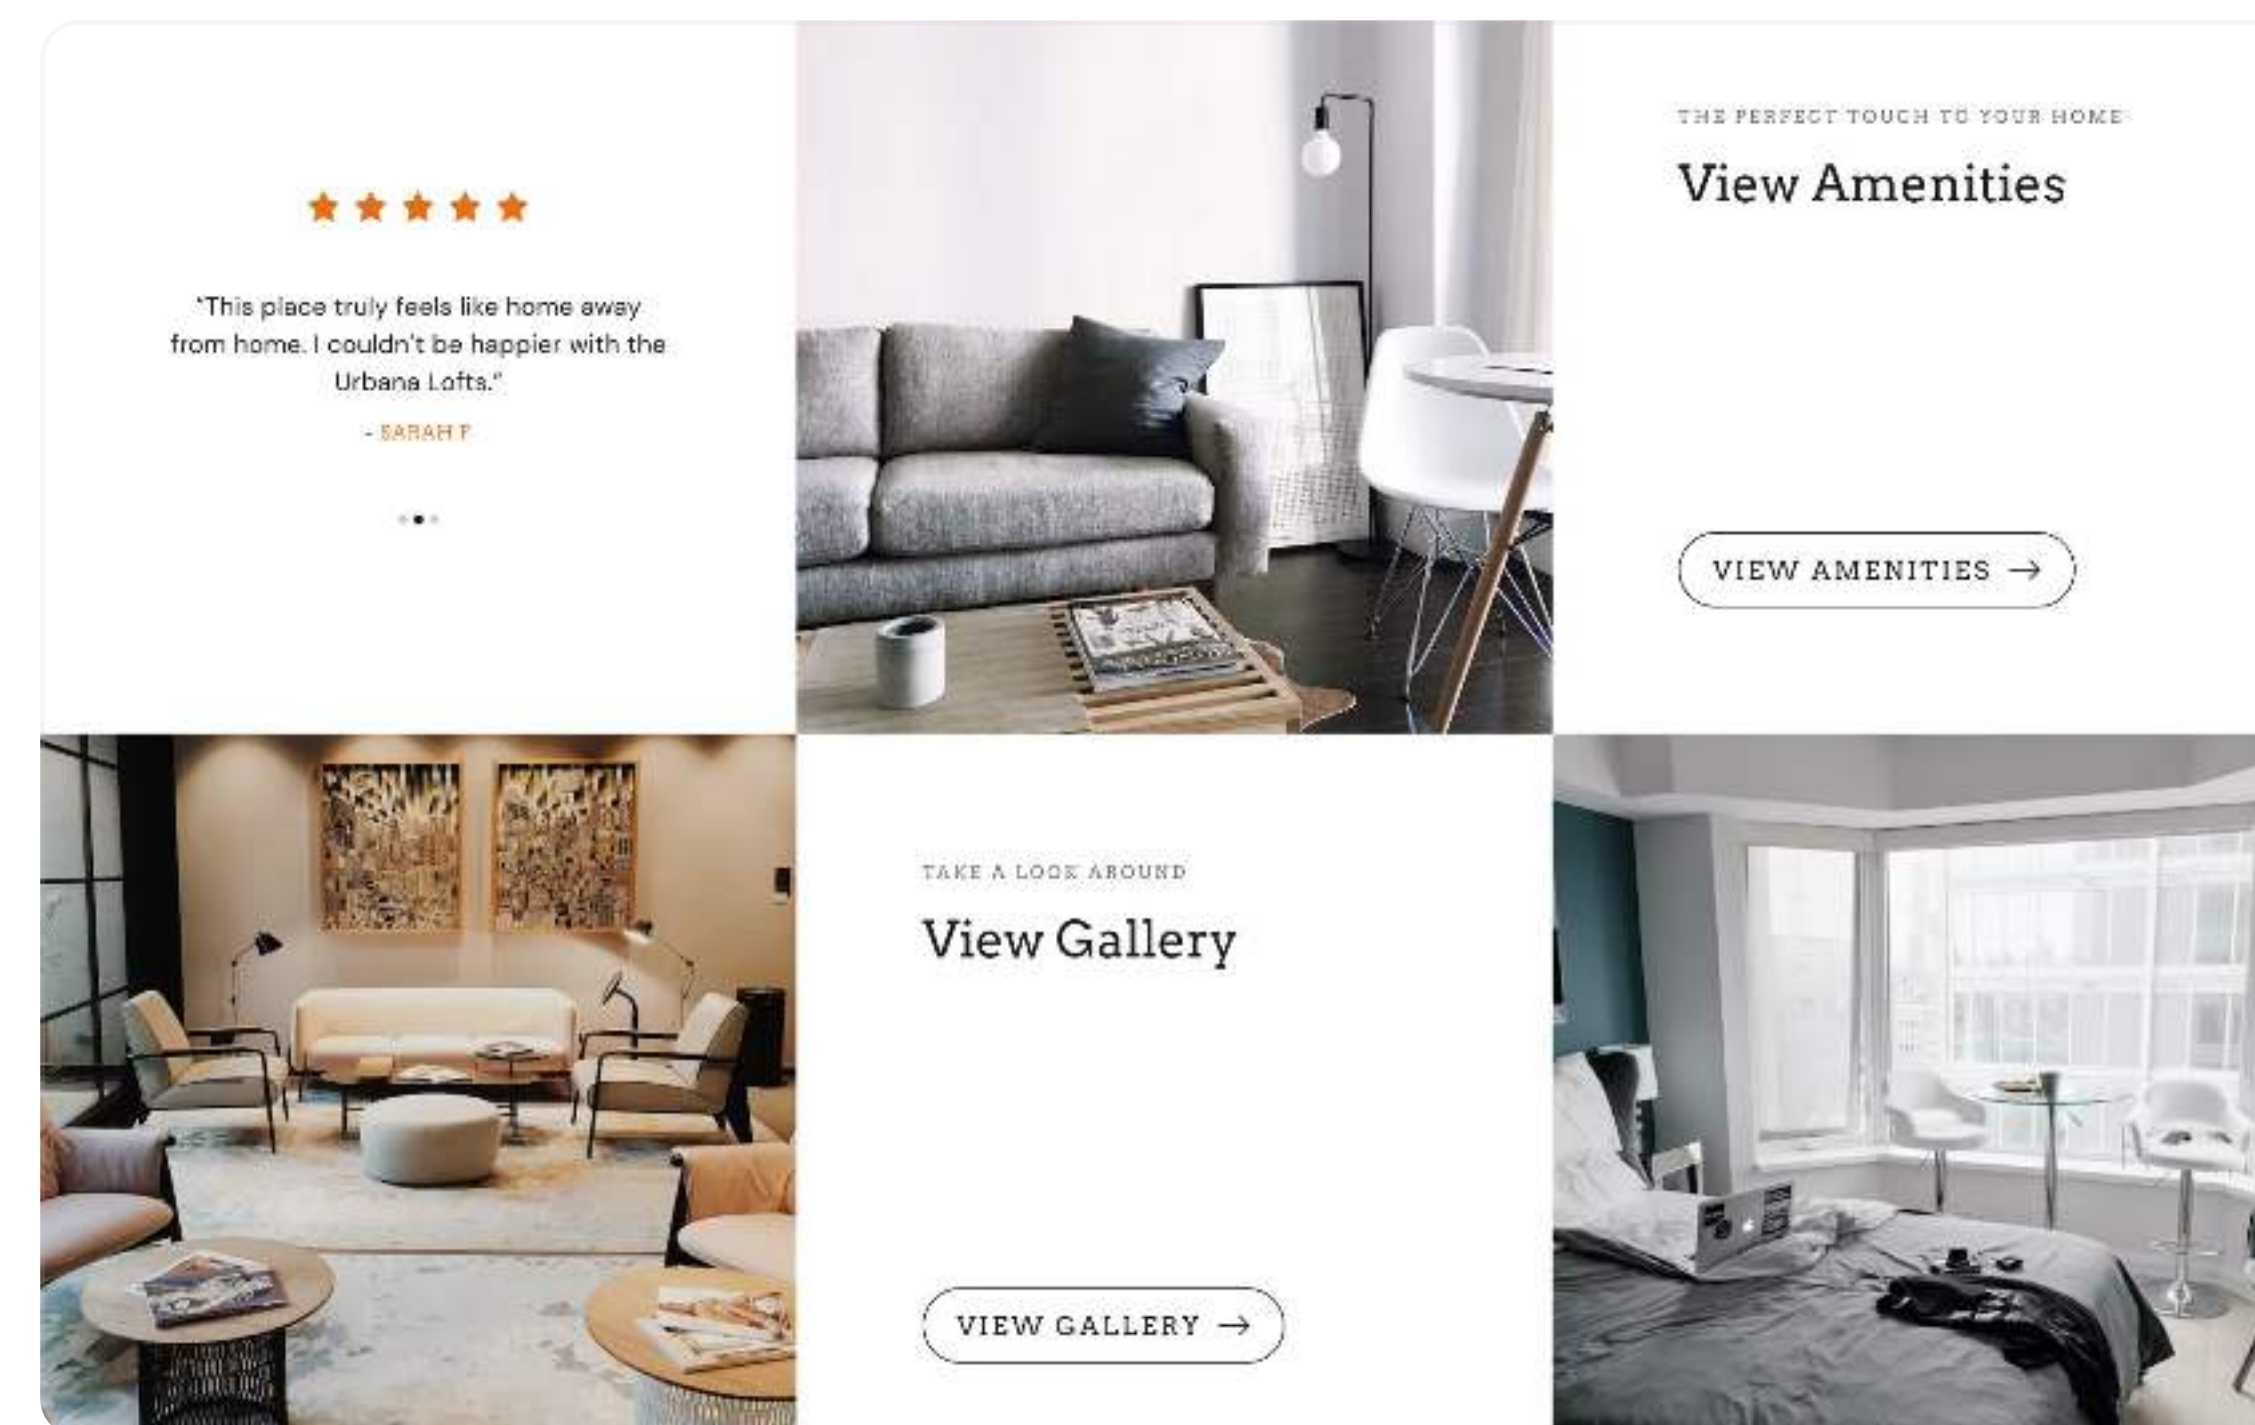 “This place truly feels like home away
from home. I couldn't be happier with the
Urbana Lofts.”
- SARAH F
THE PERFECT TOUCH TO YOUR HOME
View Amenities
VIEW AMENITIES →
TAKE A LOOK AROUND
View Gallery
VIEW GALLERY →